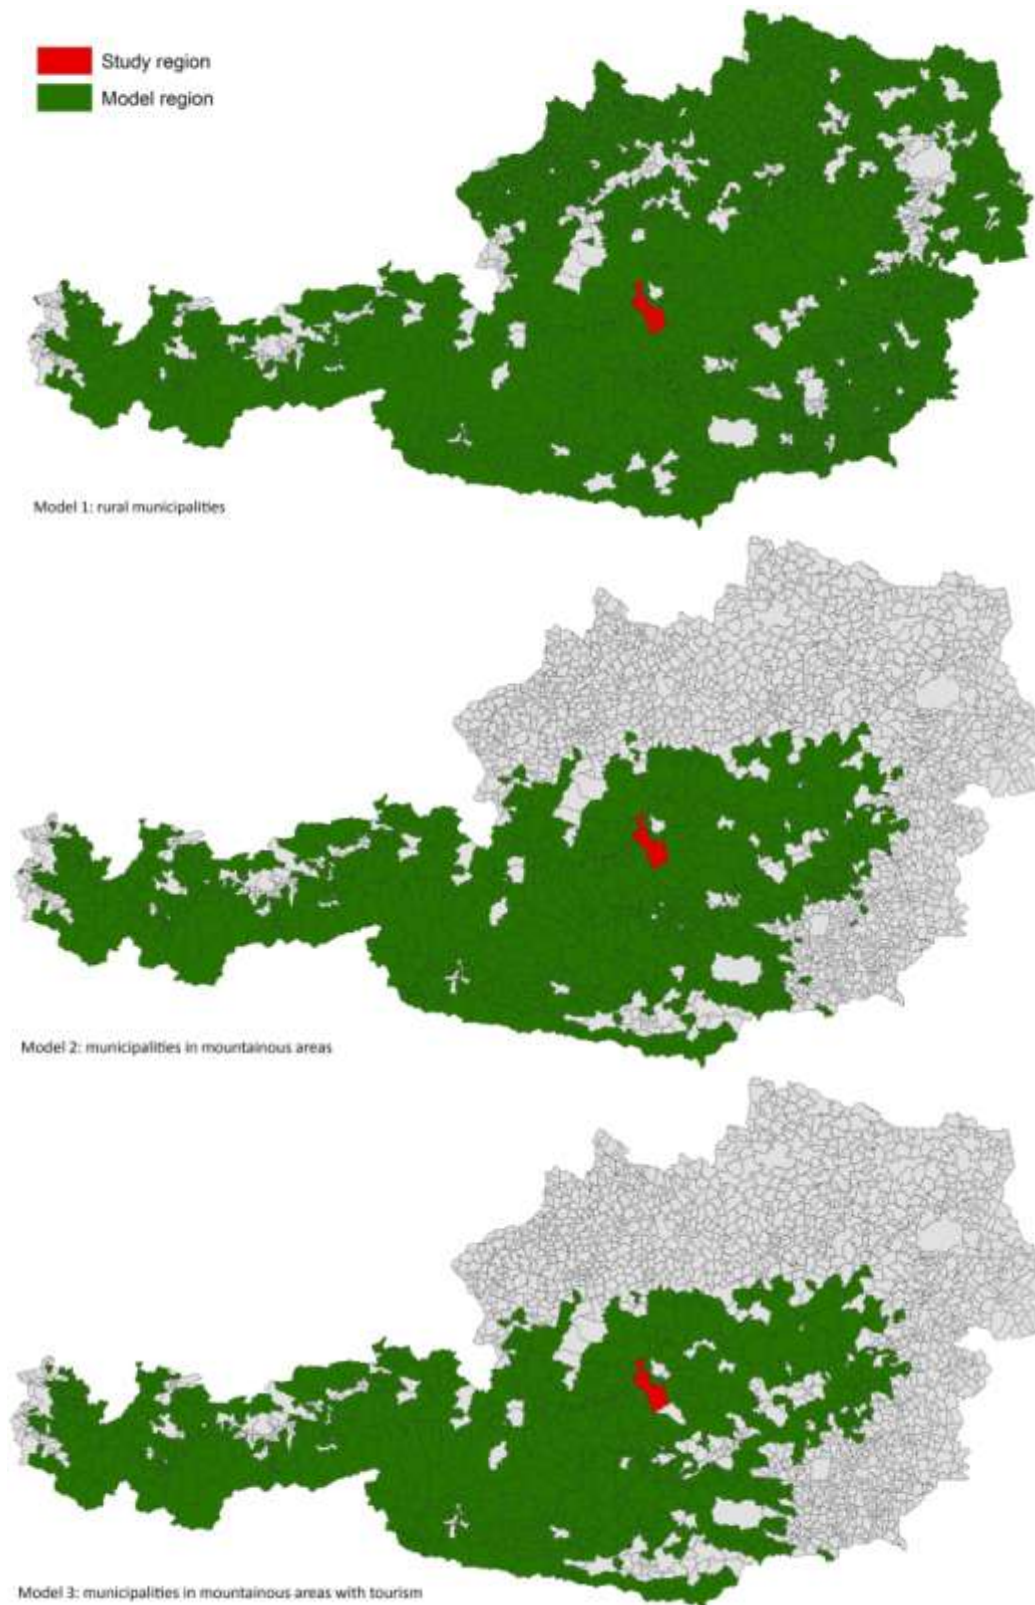 Study region
Model region
Model 1: rural municipalities
Model 2: municipalities in mountainous areas
Model 3: municipalities in mountainous areas with tourism